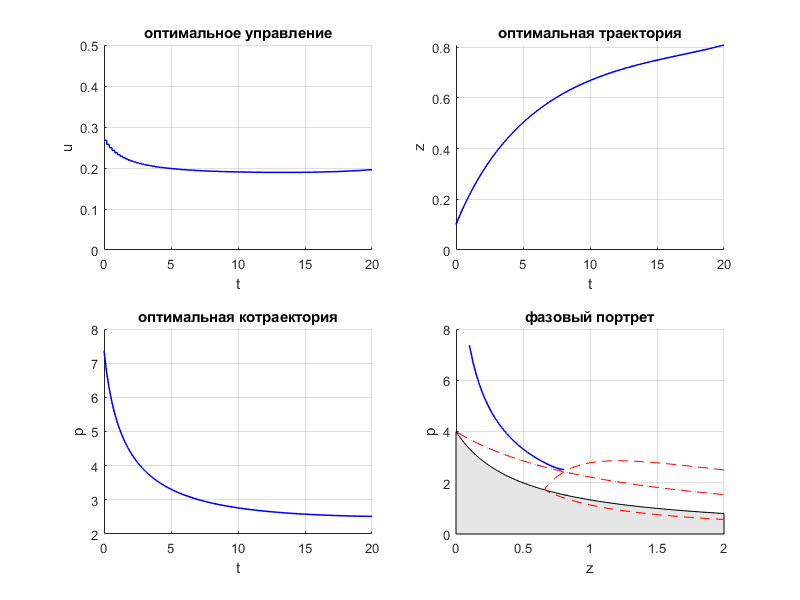 оптимальное управление
0.5
0.4
0.3
0.2
0.1
0
u
0 5 10 15 20
t
оптимальная траектория
0.8
0.6
0.4
0.2
0
z
0 5 10 15 20
t
оптимальная котраектория
8
7
6
5
4
3
2
p
0 5 10 15 20
t
фазовый портрет
8
6
4
2
0
p
0 0.5 1 1.5 2
z